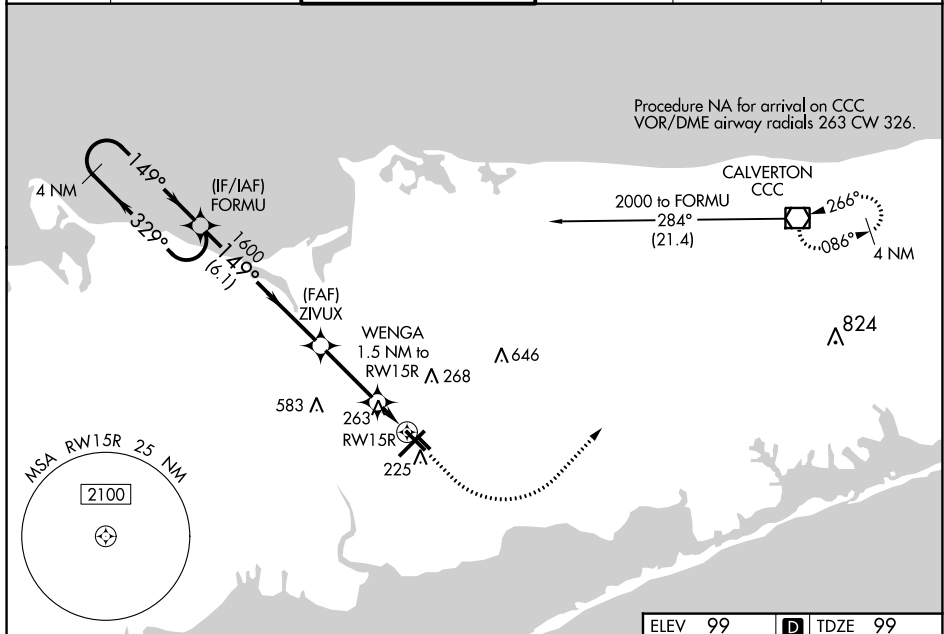 Procedure NA for arrival on CCC
VOR/DME airway radials 263 CW 326.
CALVERTON
CCC
2000 to FORMU
284°
(21.4)
266°
086°
4 NM
149°
4 NM
329°
(IF/IAF)
FORMU
1600
149°
(6.1)
(FAF)
ZIVUX
WENGA
1.5 NM to
RW15R
824
646
268
583
263
RW15R
225
MSA RW15R 25 NM
2100
ELEV 99
D
TDZE 99